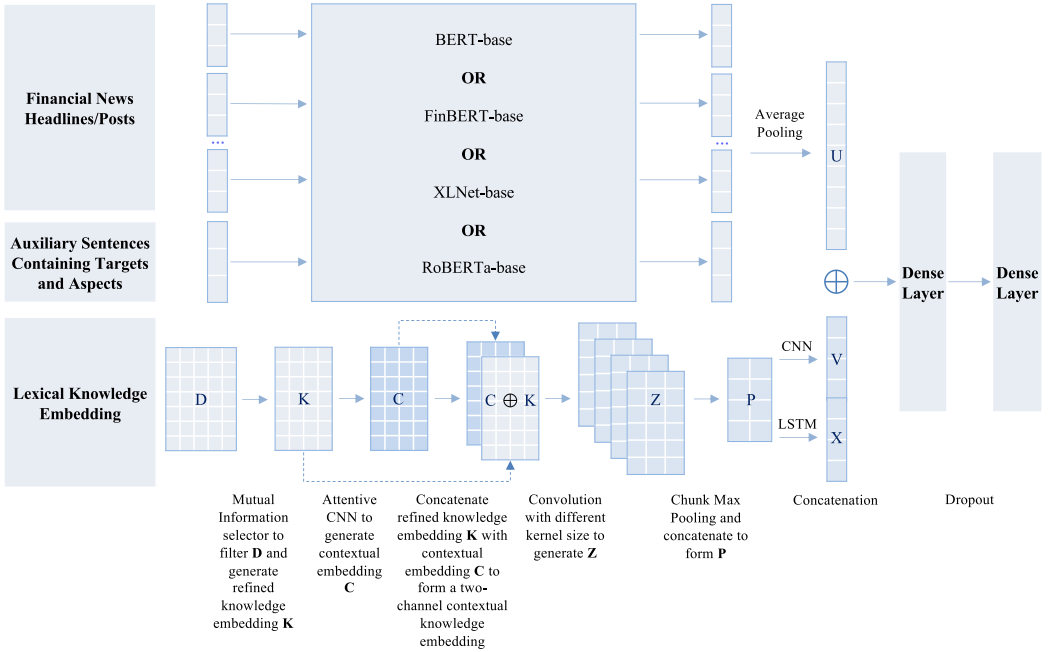 Financial News
Headlines/Posts
...
BERT-base
OR
FinBERT-base
OR
XLNet-base
OR
RoBERTa-base
...
Average
Pooling
U
Auxiliary Sentences
Containing Targets
and Aspects
Dense
Layer
Dense
Layer
Lexical Knowledge
Embedding
D
K
C
C ⊕ K
Z
P
CNN
LSTM
V
X
Mutual
Information
selector to
filter D and
generate
refined
knowledge
embedding K
Attentive
CNN to
generate
contextual
embedding
C
Concatenate
refined knowledge
embedding K with
contextual
embedding C to
form a two-
channel contextual
knowledge
embedding
Convolution
with different
kernel size to
generate Z
Chunk Max
Pooling and
concatenate to
form P
Concatenation
Dropout